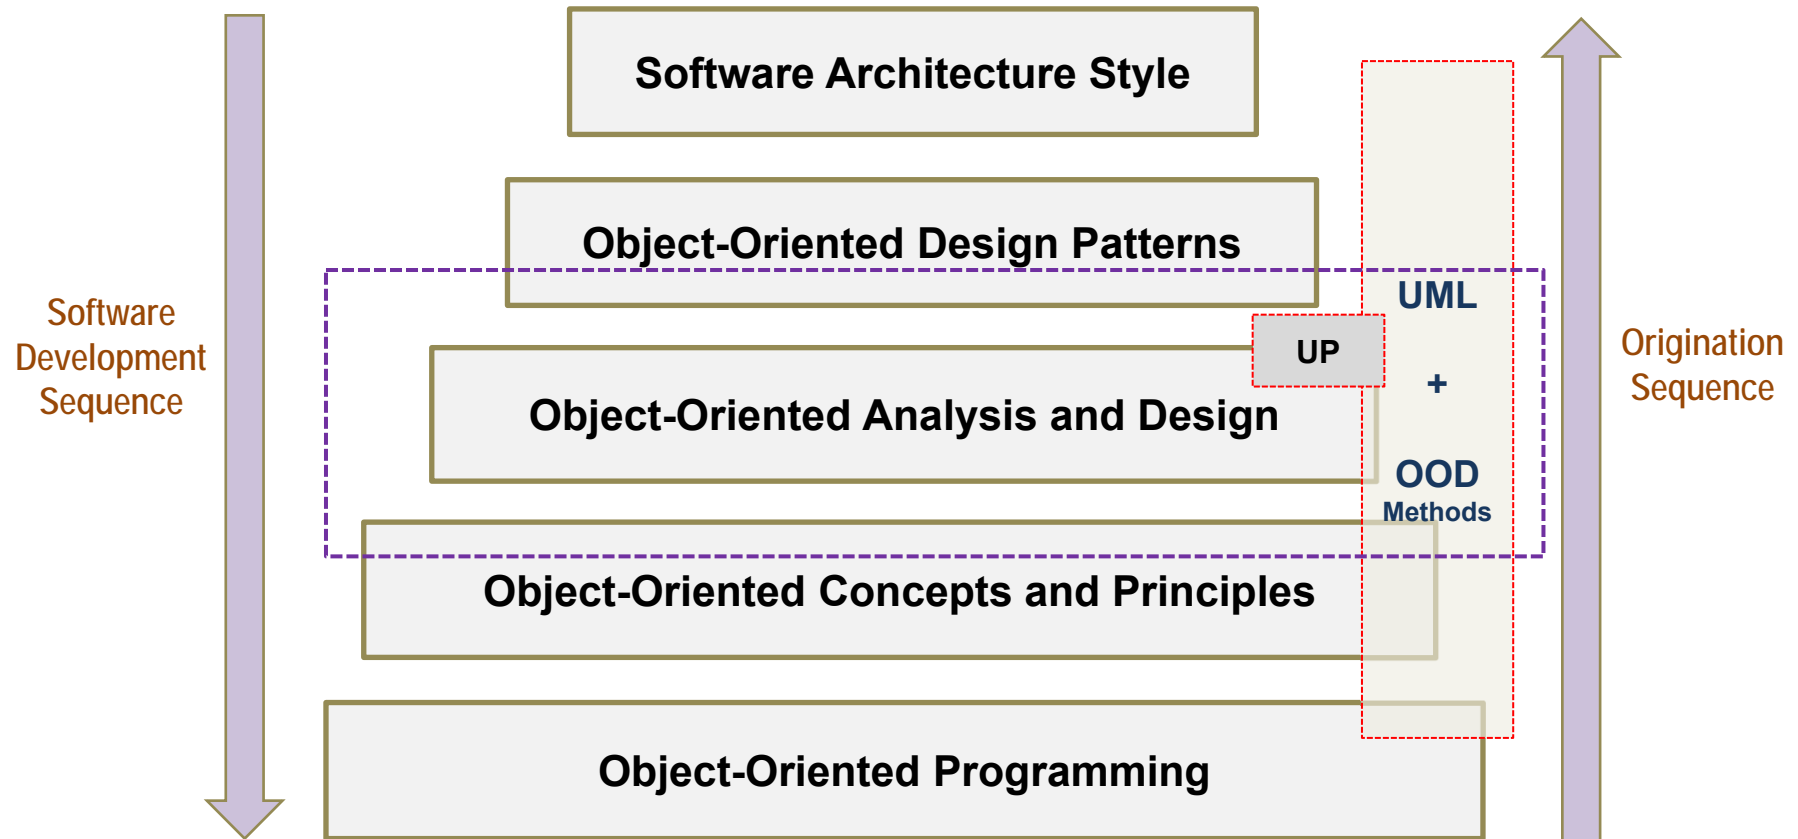 Software Architecture Style
Object-Oriented Design Patterns
Software
Development
Sequence
UML
UP
+
Origination
Sequence
Object-Oriented Analysis and Design
OOD
Methods
Object-Oriented Concepts and Principles
Object-Oriented Programming